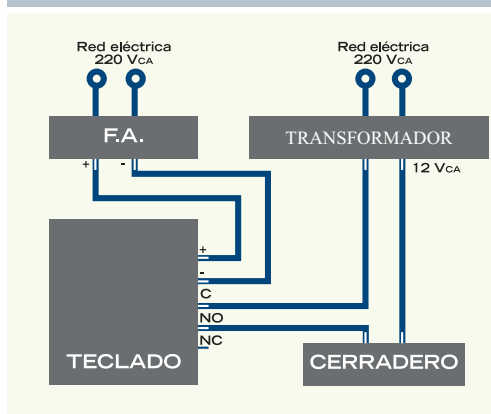 Red eléctrica
220 VCA
Red eléctrica
220 VCA
F.A.
TRANSFORMADOR
+
-
12 VCA
+
-
C
NO
NC
TECLADO
CERRADERO